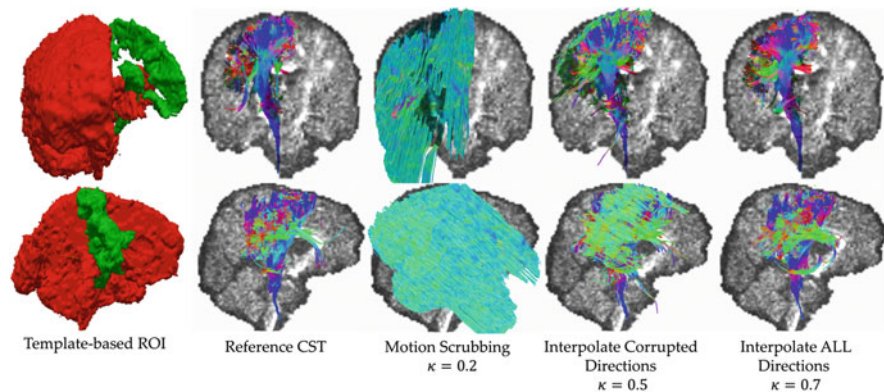 Template-based ROI
Reference CST
Motion Scrubbing
κ = 0.2
Interpolate Corrupted
Directions
κ = 0.5
Interpolate ALL
Directions
κ = 0.7